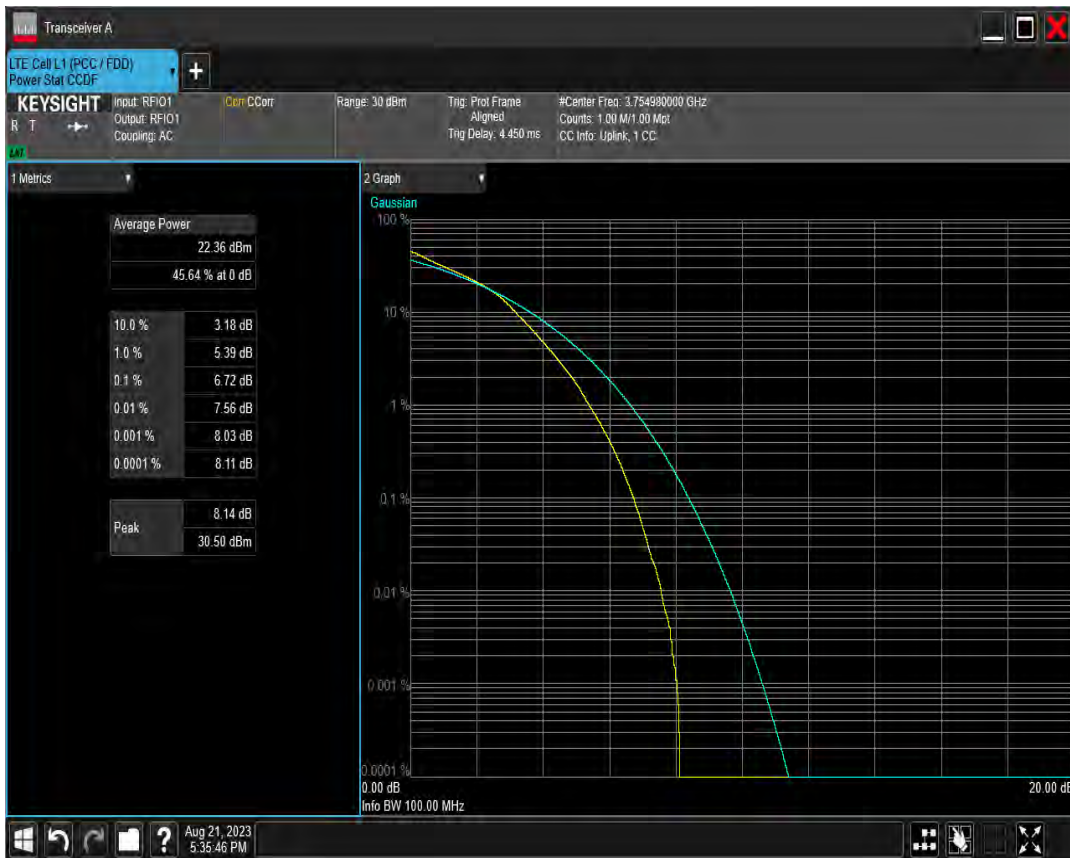 Transceiver A
LTE Cell L1 (PCC / FDD)
Power Stat CCDF
+
KEYSIGHT
R T
Input: RFIO1
Output: RFIO1
Coupling: AC
Corr CCorr
Range: 30 dBm
Trig: Prot Frame
Aligned
Trig Delay: 4.450 ms
#Center Freq: 3.754980000 GHz
Counts: 1.00 M/1.00 Mpt
CC Info: Uplink, 1 CC
1 Metrics
Average Power
22.36 dBm
45.64 % at 0 dB
10.0 % 3.18 dB
1.0 % 5.39 dB
0.1 % 6.72 dB
0.01 % 7.56 dB
0.001 % 8.03 dB
0.0001 % 8.11 dB
Peak
8.14 dB
30.50 dBm
2 Graph
Gaussian
100 %
10 %
1 %
0.1 %
0.01 %
0.001 %
0.0001 %
0.00 dB
20.00 dB
Info BW 100.00 MHz
?
Aug 21, 2023
5:35:46 PM